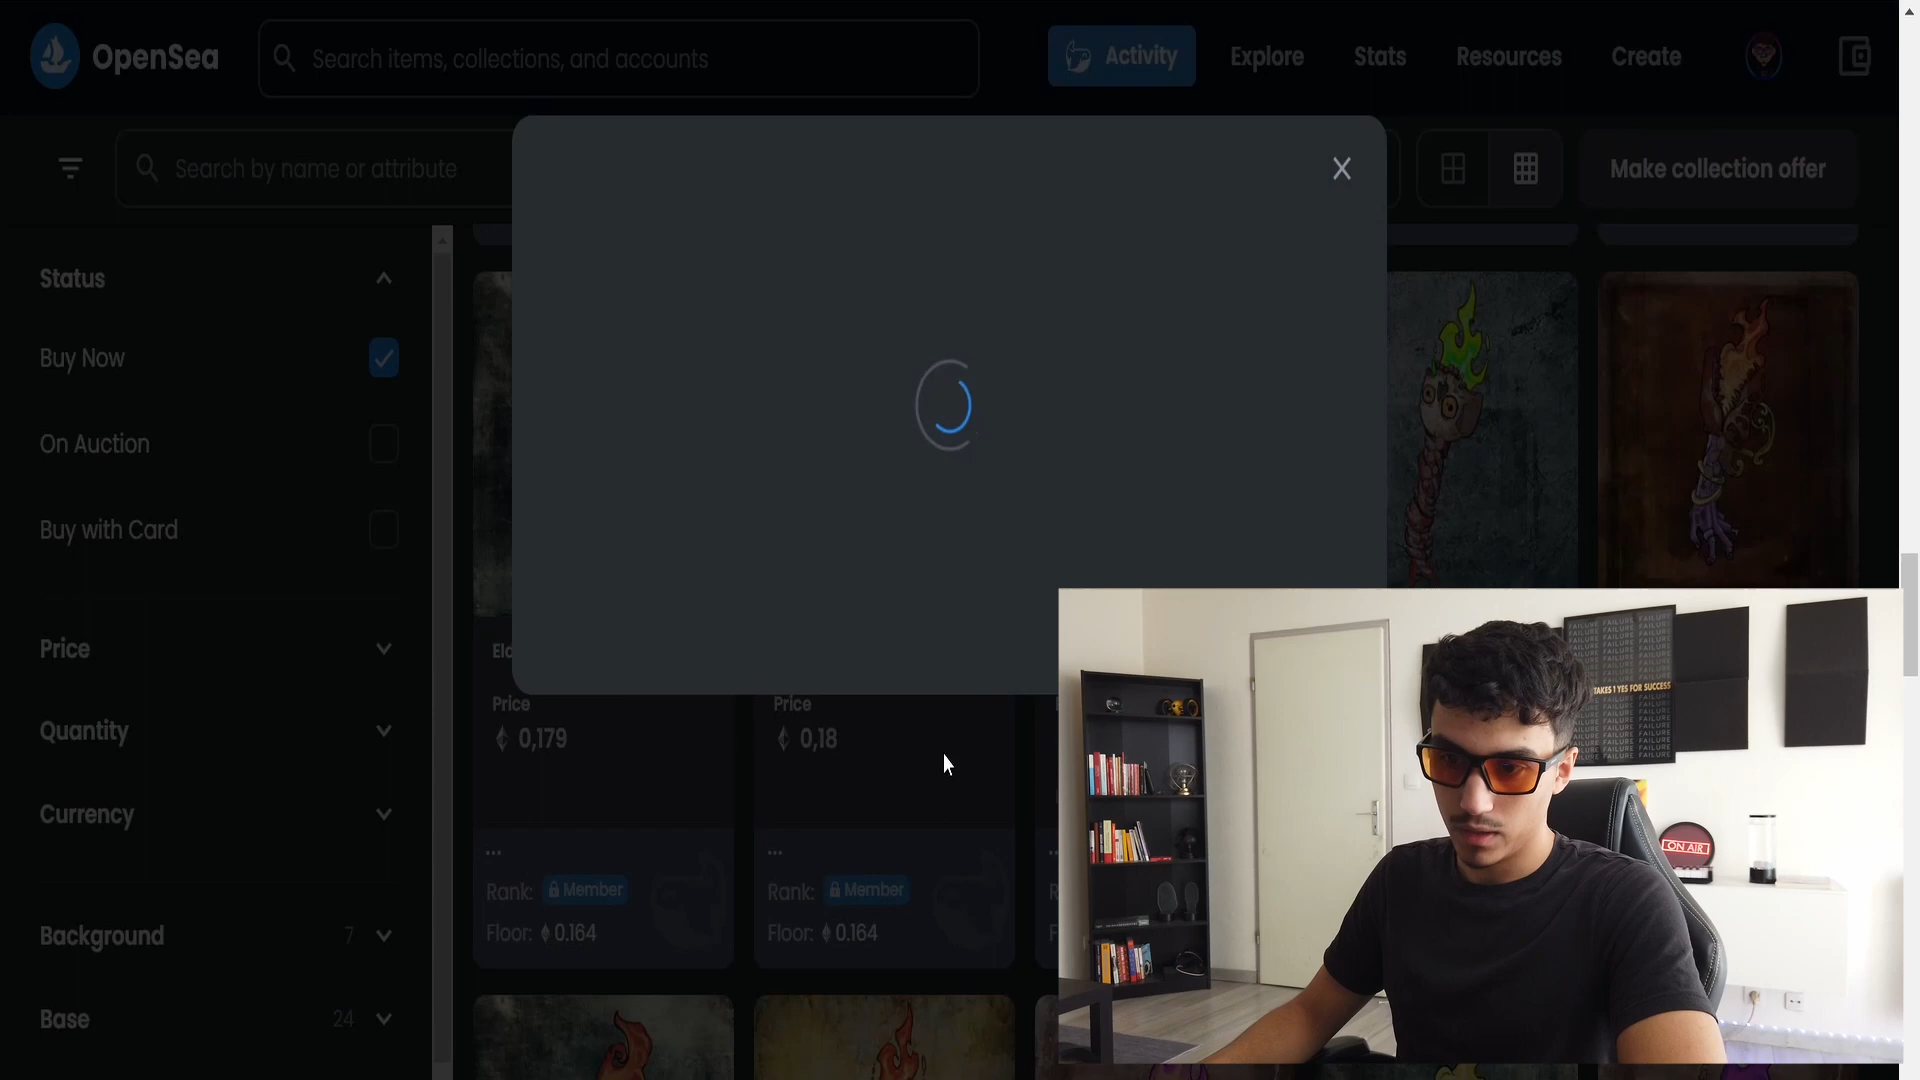 OpenSea
Search items, collections, and accounts
Activity
Explore
Stats
Resources
Create
Search by name or attribute
Make collection offer
Status
Buy Now
On Auction
Buy with Card
Price
Quantity
Currency
Background 7
Base 24
Price
0,179
...
Rank: Member
Floor: 0.164
Price
0,18
...
Rank: Member
Floor: 0.164
FAILURE FAILURE FAILURE
TAKES 1 YES FOR SUCCESS
ON AIR